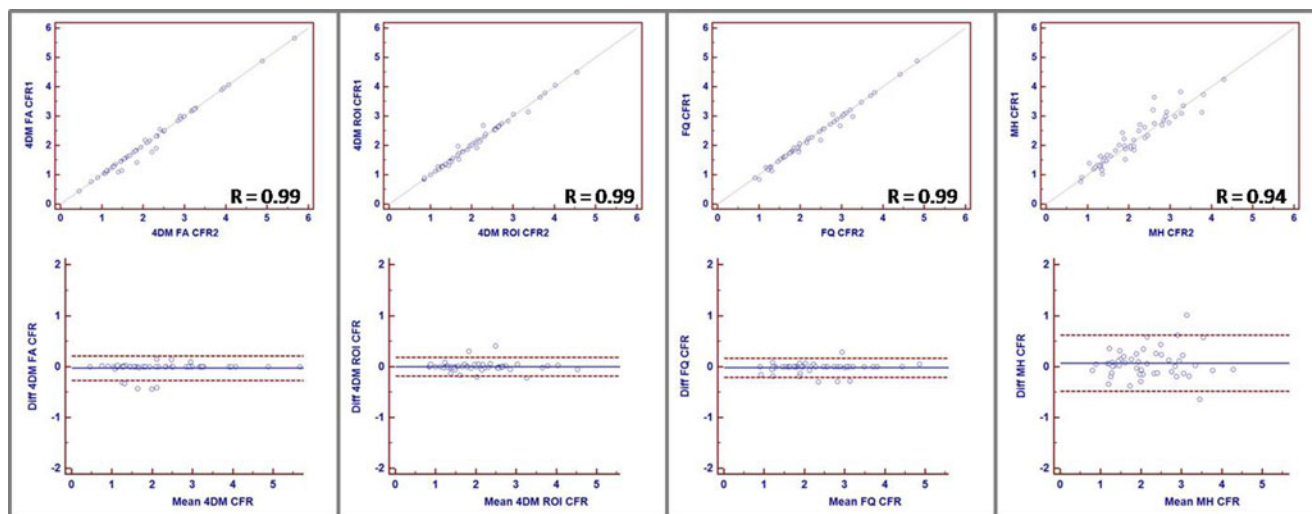 4DM FA CFR1
6
5
4
3
2
1
0
R = 0.99
0 1 2 3 4 5 6
4DM FA CFR2
4DM ROI CFR1
6
5
4
3
2
1
0
R = 0.99
0 1 2 3 4 5 6
4DM ROI CFR2
FQ CFR1
6
5
4
3
2
1
0
R = 0.99
0 1 2 3 4 5 6
FQ CFR2
MH CFR1
6
5
4
3
2
1
0
R = 0.94
0 1 2 3 4 5 6
MH CFR2
Diff 4DM FA CFR
2
1
0
-1
-2
0 1 2 3 4 5
Mean 4DM CFR
Diff 4DM ROI CFR
2
1
0
-1
-2
0 1 2 3 4 5
Mean 4DM ROI CFR
Diff FQ CFR
2
1
0
-1
-2
0 1 2 3 4 5
Mean FQ CFR
Diff MH CFR
2
1
0
-1
-2
0 1 2 3 4 5
Mean MH CFR